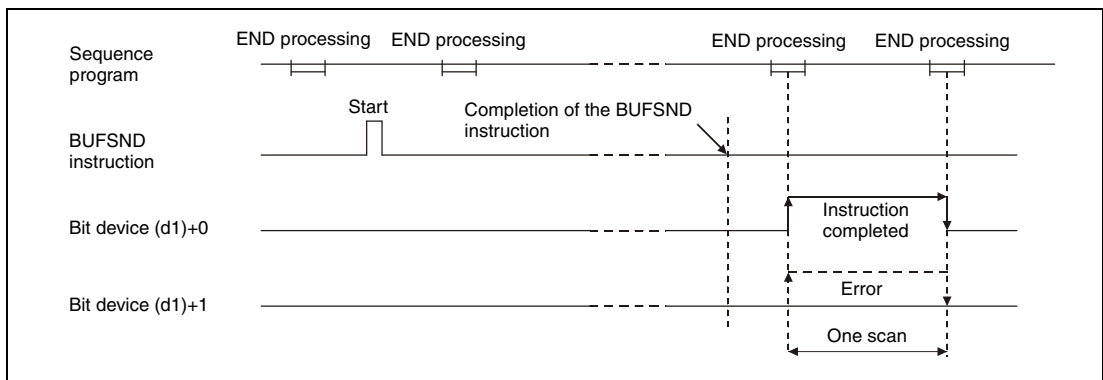 END processing END processing END processing END processing
Sequence
program
Start
Completion of the BUFSND
instruction
BUFSND
instruction
Bit device (d1)+0
Instruction
completed
Bit device (d1)+1
Error
One scan